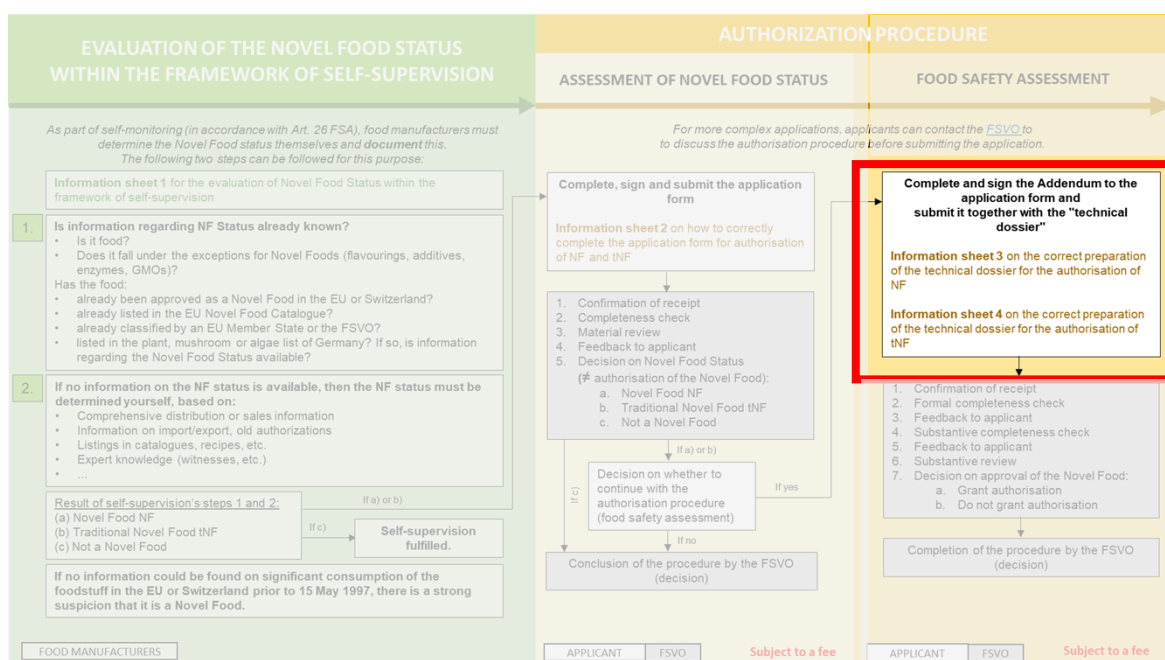 EVALUATION OF THE NOVEL FOOD STATUS
WITHIN THE FRAMEWORK OF SELF-SUPERVISION
As part of self-monitoring (in accordance with Art. 26 FSA), food manufacturers must
determine the Novel Food status themselves and document this.
The following two steps can be followed for this purpose:
Information sheet 1 for the evaluation of Novel Food Status within the
framework of self-supervision
1.
Is information regarding NF Status already known?
• Is it food?
• Does it fall under the exceptions for Novel Foods (flavourings, additives,
enzymes, GMOs)?
Has the food:
• already been approved as a Novel Food in the EU or Switzerland?
• already listed in the EU Novel Food Catalogue?
• already classified by an EU Member State or the FSVO?
• listed in the plant, mushroom or algae list of Germany? If so, is information
regarding the Novel Food Status available?
2.
If no information on the NF status is available, then the NF status must be
determined yourself, based on:
• Comprehensive distribution or sales information
• Information on import/export, old authorizations
• Listings in catalogues, recipes, etc.
• Expert knowledge (witnesses, etc.)
• ...
Result of self-supervision's steps 1 and 2:
(a) Novel Food NF
(b) Traditional Novel Food tNF
(c) Not a Novel Food
If a) or b)
If c)
Self-supervision
fulfilled.
If no information could be found on significant consumption of the
foodstuff in the EU or Switzerland prior to 15 May 1997, there is a strong
suspicion that it is a Novel Food.
FOOD MANUFACTURERS
AUTHORIZATION PROCEDURE
ASSESSMENT OF NOVEL FOOD STATUS
FOOD SAFETY ASSESSMENT
For more complex applications, applicants can contact the FSVO to
to discuss the authorisation procedure before submitting the application.
Complete, sign and submit the application
form
Information sheet 2 on how to correctly
complete the application form for authorisation
of NF and tNF
1. Confirmation of receipt
2. Completeness check
3. Material review
4. Feedback to applicant
5. Decision on Novel Food Status
(≠ authorisation of the Novel Food):
a. Novel Food NF
b. Traditional Novel Food tNF
c. Not a Novel Food
If a) or b)
If c)
Decision on whether to
continue with the
authorisation procedure
(food safety assessment)
If yes
If no
Conclusion of the procedure by the FSVO
(decision)
APPLICANT
FSVO
Subject to a fee
Complete and sign the Addendum to the
application form and
submit it together with the "technical
dossier"
Information sheet 3 on the correct preparation
of the technical dossier for the authorisation of
NF
Information sheet 4 on the correct preparation
of the technical dossier for the authorisation of
tNF
1. Confirmation of receipt
2. Formal completeness check
3. Feedback to applicant
4. Substantive completeness check
5. Feedback to applicant
6. Substantive review
7. Decision on approval of the Novel Food:
a. Grant authorisation
b. Do not grant authorisation
Completion of the procedure by the FSVO
(decision)
APPLICANT
FSVO
Subject to a fee